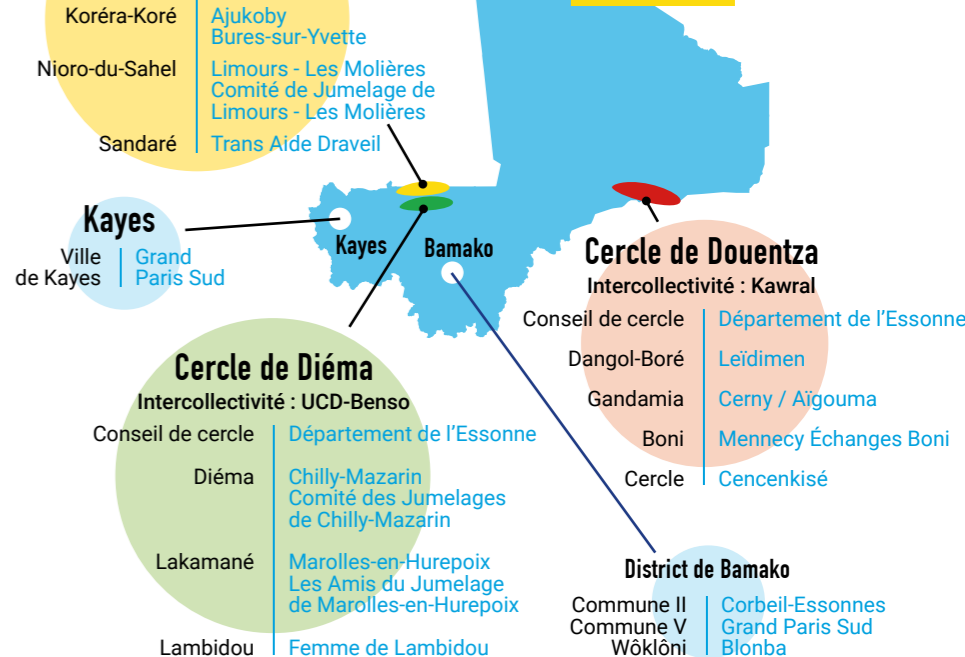 Koréra-Koré Ajukoby
Bures-sur-Yvette
Nioro-du-Sahel Limours - Les Molières
Comité de Jumelage de
Limours - Les Molières
Sandaré Trans Aide Draveil
Kayes
Ville Grand
de Kayes Paris Sud
Kayes
Bamako
Cercle de Douentza
Intercollectivité : Kawral
Conseil de cercle Département de l'Essonne
Dangol-Boré Leïdimen
Gandamia Cerny / Aïgouma
Boni Mennecy Échanges Boni
Cercle Cencenkisé
Cercle de Diéma
Intercollectivité : UCD-Benso
Conseil de cercle Département de l'Essonne
Diéma Chilly-Mazarin
Comité des Jumelages
de Chilly-Mazarin
Lakamané Marolles-en-Hurepoix
Les Amis du Jumelage
de Marolles-en-Hurepoix
Lambidou Femme de Lambidou
District de Bamako
Commune II Corbeil-Essonnes
Commune V Grand Paris Sud
Wôklôni Blonba